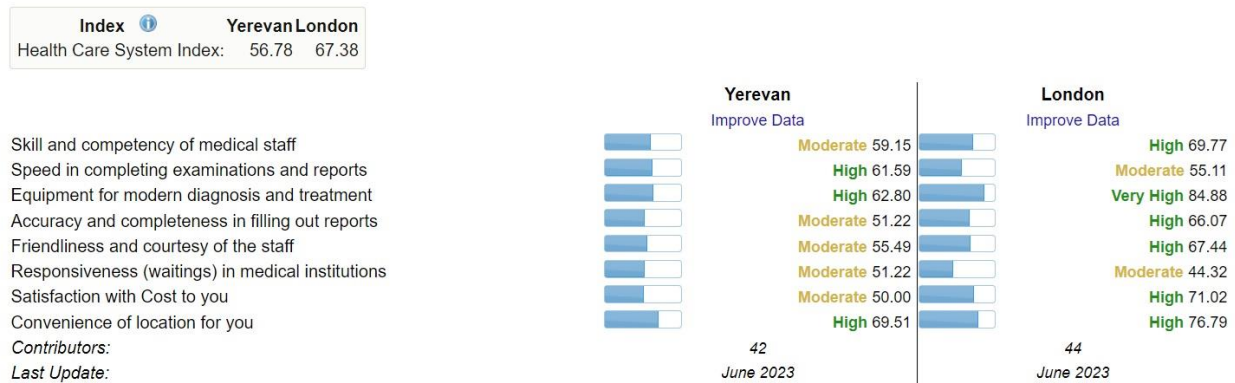 Index Yerevan London
Health Care System Index: 56.78 67.38
Yerevan London
Improve Data Improve Data
Skill and competency of medical staff Moderate 59.15 High 69.77
Speed in completing examinations and reports High 61.59 Moderate 55.11
Equipment for modern diagnosis and treatment High 62.80 Very High 84.88
Accuracy and completeness in filling out reports Moderate 51.22 High 66.07
Friendliness and courtesy of the staff Moderate 55.49 High 67.44
Responsiveness (waitings) in medical institutions Moderate 51.22 Moderate 44.32
Satisfaction with Cost to you Moderate 50.00 High 71.02
Convenience of location for you High 69.51 High 76.79
Contributors: 42 44
Last Update: June 2023 June 2023